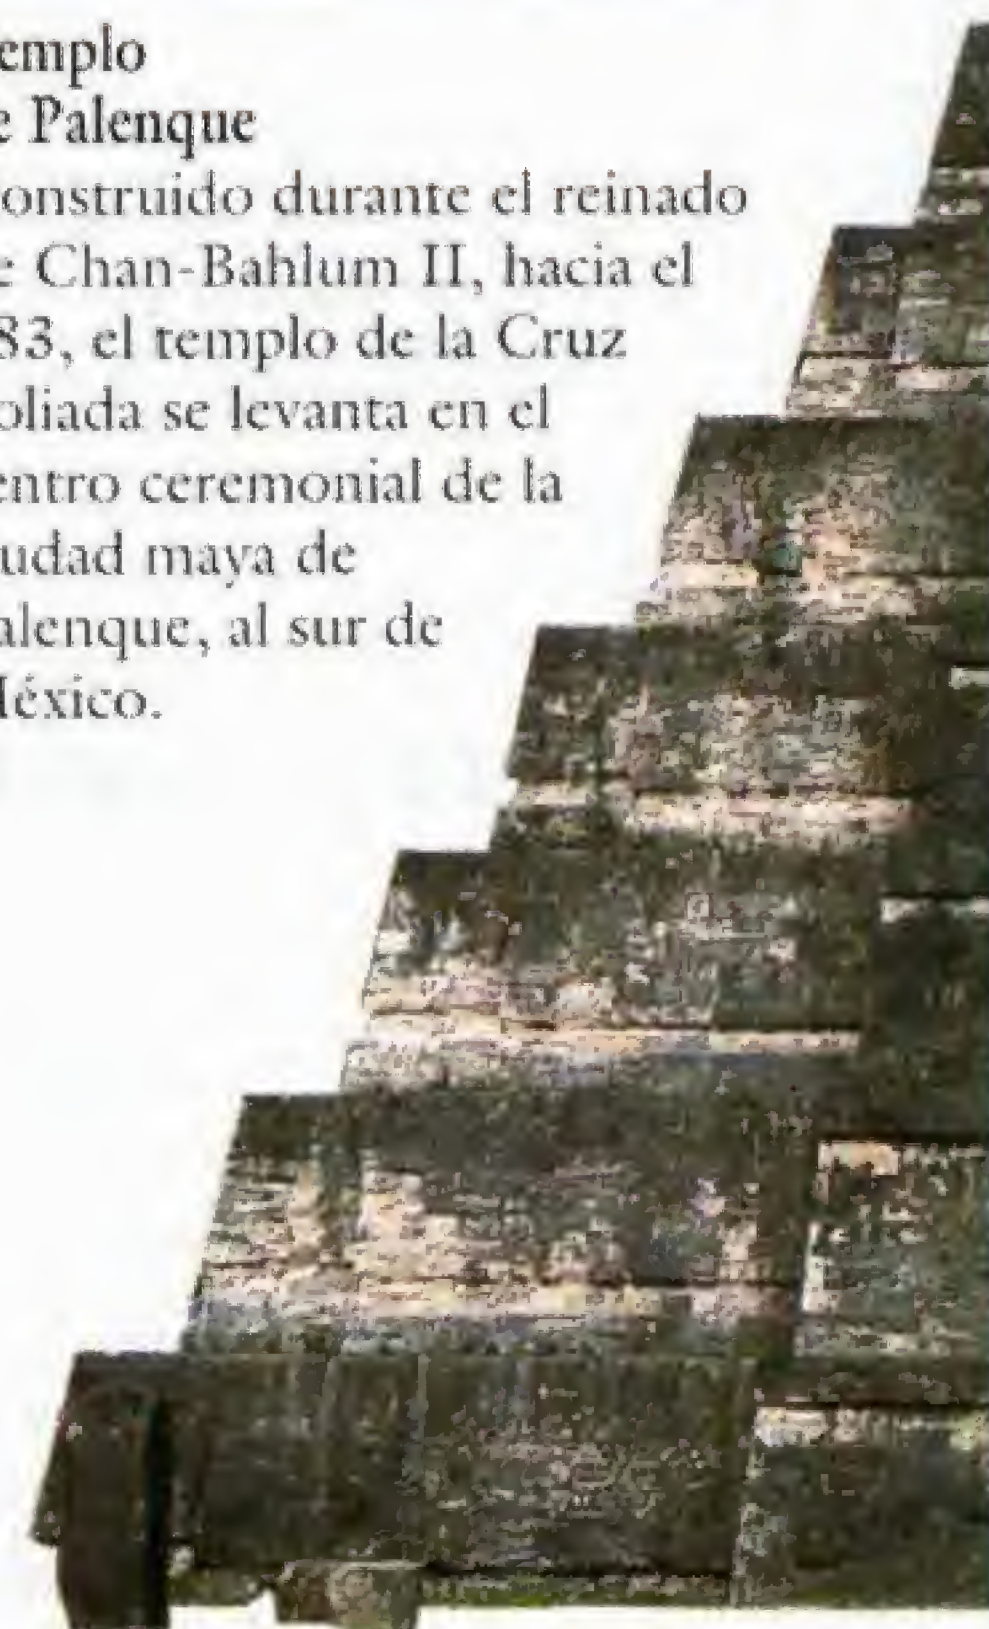 emplo
e Palenque
onstruido durante el reinado
e Chan-Bahlum II, hacia el
83, el templo de la Cruz
oliada se levanta en el
entro ceremonial de la
udad maya de
alenque, al sur de
éxico.